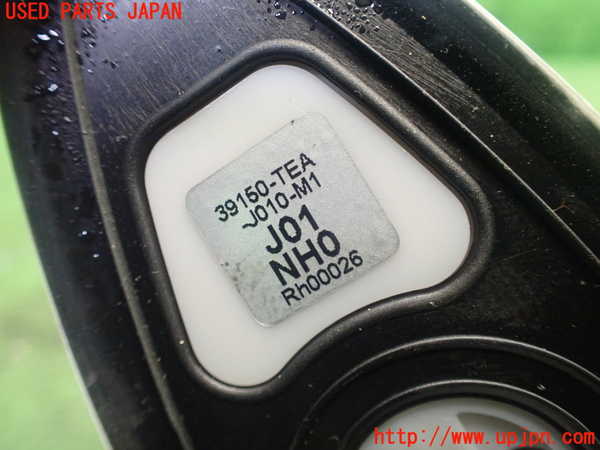 USED PARTS JAPAN
39150-TEA
-J010-M1
J01
NH0
Rh00026
http://www.upjpn.com